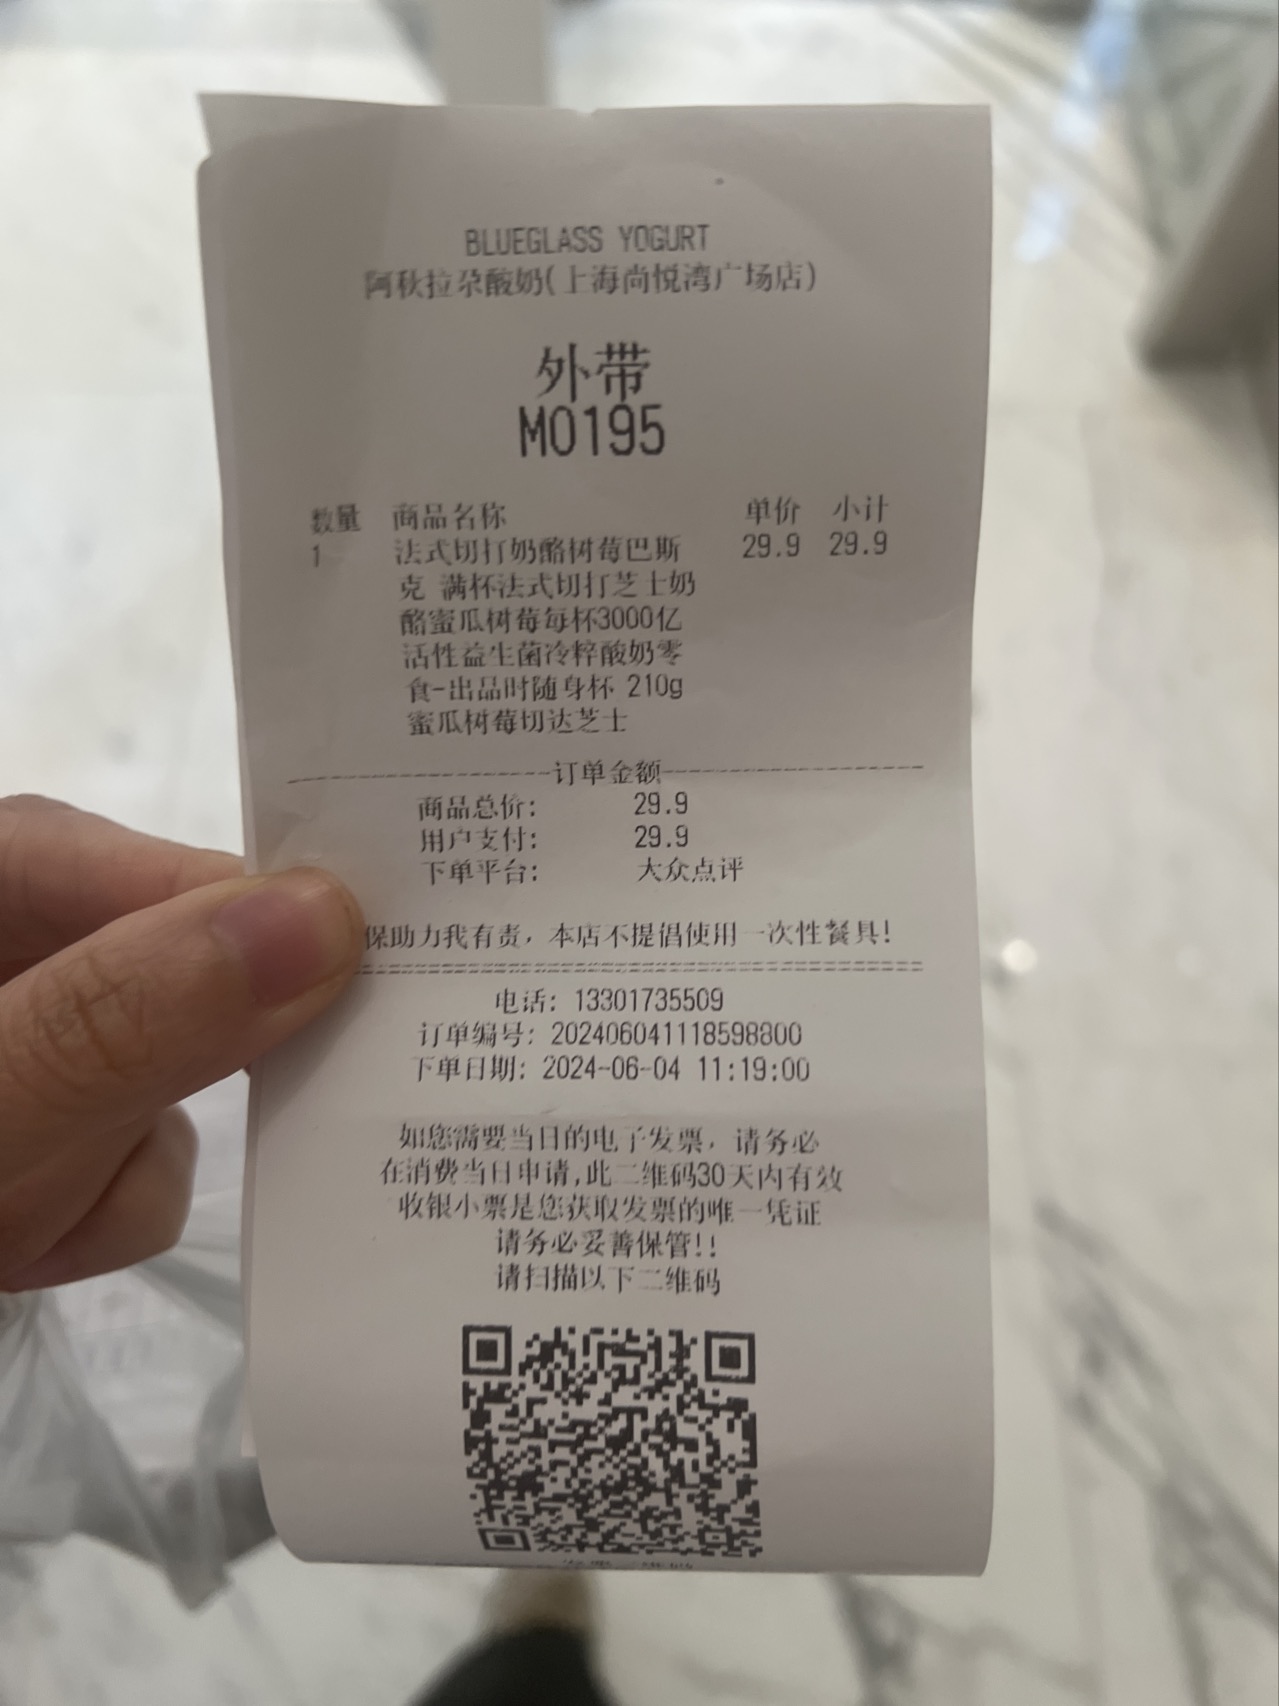 BLUEGLASS YOGURT
阿秋拉尕酸奶(上海尚悦湾广场店)
外带
M0195
数量 商品名称 单价 小计
1 法式切打奶酪树莓巴斯 29.9 29.9
克 满杯法式切打芝士奶
酪蜜瓜树莓每杯3000亿
活性益生菌冷粹酸奶零
食-出品时随身杯 210g
蜜瓜树莓切达芝士
---订单金额---
商品总价: 29.9
用户支付: 29.9
下单平台: 大众点评
保助力我有责，本店不提倡使用一次性餐具!
电话: 13301735509
订单编号: 202406041118598800
下单日期: 2024-06-04 11:19:00
如您需要当日的电子发票，请务必
在消费当日申请,此二维码30天内有效
收银小票是您获取发票的唯一凭证
请务必妥善保管!!
请扫描以下二维码